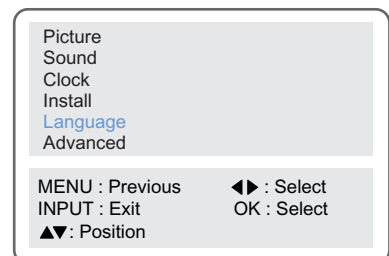 Picture
Sound
Clock
Install
Language
Advanced
MENU : Previous ◀▶ : Select
INPUT : Exit OK : Select
▲▼ : Position